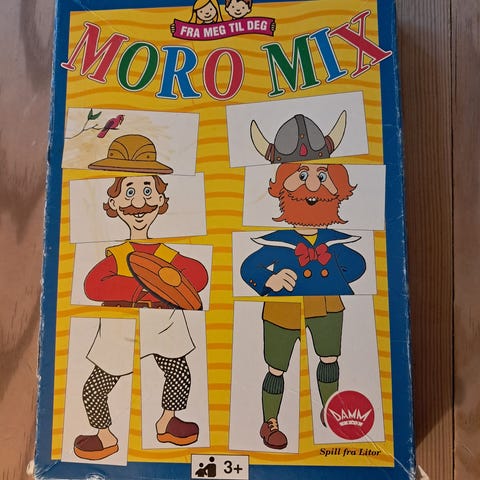 FRA MEG TIL DEG
MORO MIX
DAMM
Spill fra Litor
3+